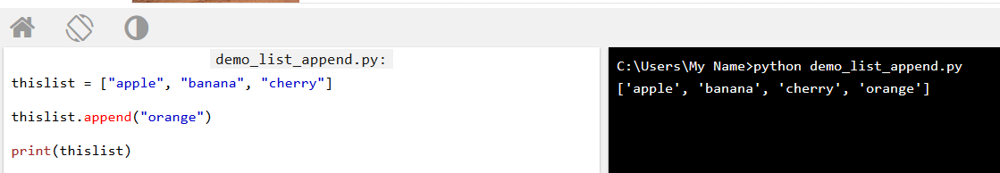 demo_list_append.py:
thislist = ["apple", "banana", "cherry"]
thislist.append("orange")
print(thislist)
C:\Users\My Name>python demo_list_append.py
['apple', 'banana', 'cherry', 'orange']